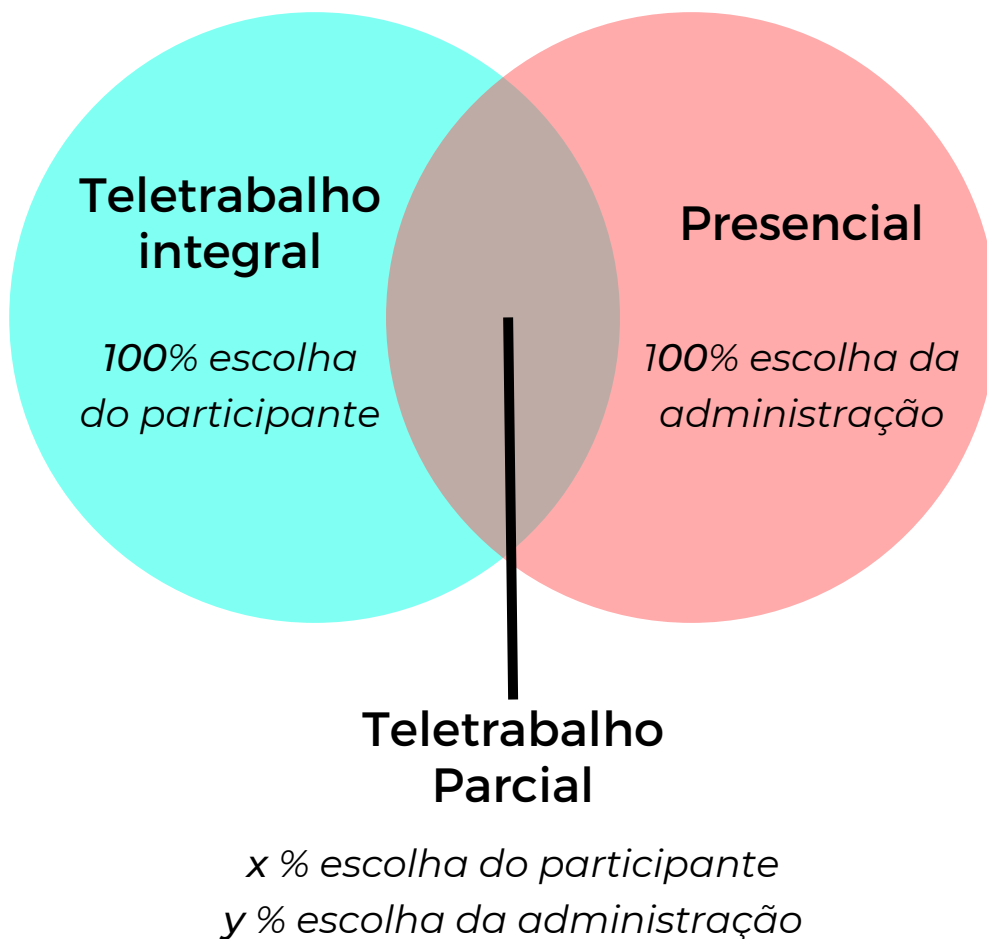 Teletrabalho
integral
100% escolha
do participante
Presencial
100% escolha da
administração
Teletrabalho
Parcial
x % escolha do participante
y % escolha da administração